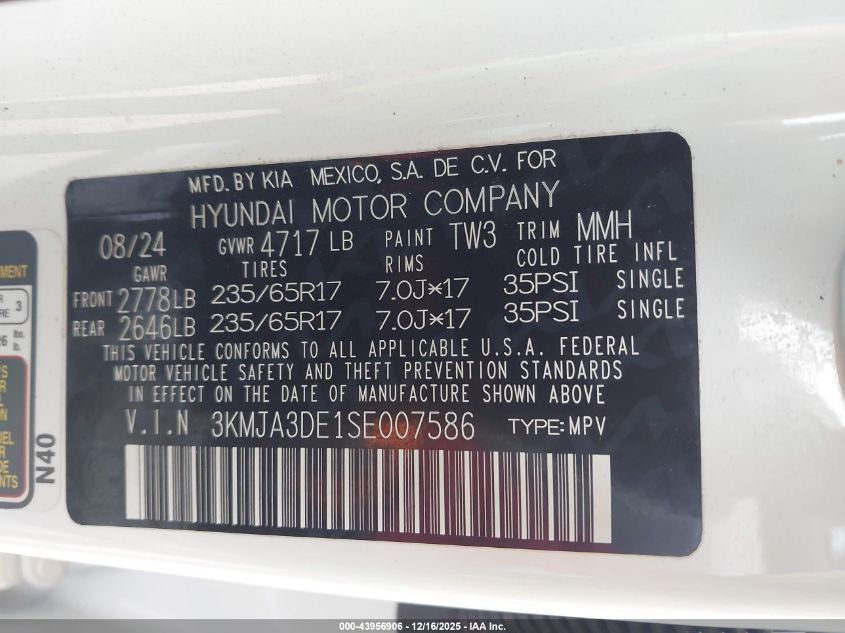 MFD. BY KIA MEXICO, S.A. DE C.V. FOR
HYUNDAI MOTOR COMPANY
08/24 GVWR 4717 LB PAINT TW3 TRIM MMH
GAWR TIRES RIMS COLD TIRE INFL
FRONT 2778LB 235/65R17 7.0J×17 35PSI SINGLE
REAR 2646LB 235/65R17 7.0J×17 35PSI SINGLE
THIS VEHICLE CONFORMS TO ALL APPLICABLE U.S.A. FEDERAL
MOTOR VEHICLE SAFETY AND THEFT PREVENTION STANDARDS
IN EFFECT ON THE DATE OF MANUFACTURE SHOWN ABOVE
V.I.N 3KMJA3DE1SE007586 TYPE:MPV
N40
3
lbs.
lb.
000-43956906 - 12/16/2025 - IAA Inc.